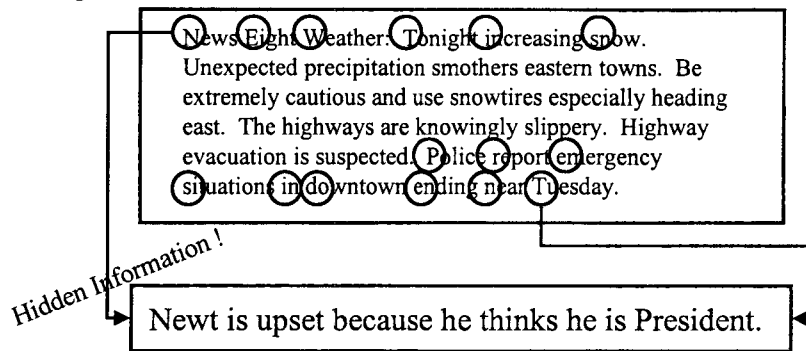 News Eight Weather: Tonight increasing snow.
Unexpected precipitation smothers eastern towns. Be
extremely cautious and use snowtires especially heading
east. The highways are knowingly slippery. Highway
evacuation is suspected. Police report emergency
situations in downtown ending near Tuesday.
Hidden Information !
Newt is upset because he thinks he is President.